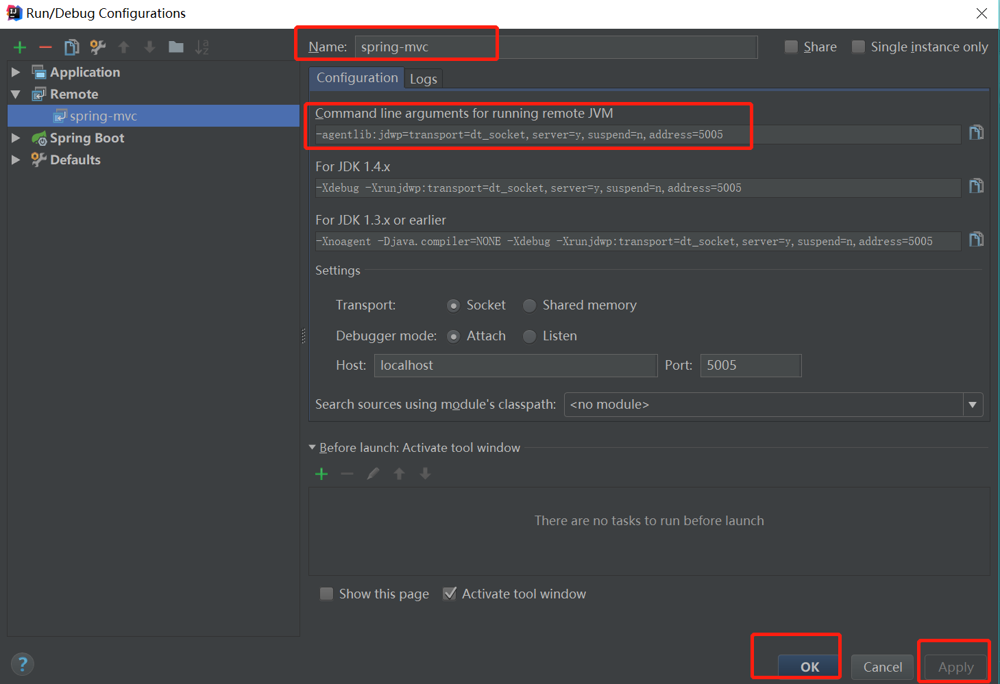 Run/Debug Configurations
Name: spring-mvc
Share
Single instance only
Application
Remote
spring-mvc
Spring Boot
Defaults
Configuration
Logs
Command line arguments for running remote JVM
-agentlib:jdwp=transport=dt_socket,server=y,suspend=n,address=5005
For JDK 1.4.x
-Xdebug -Xrunjdwp:transport=dt_socket,server=y,suspend=n,address=5005
For JDK 1.3.x or earlier
-Xnoagent -Djava.compiler=NONE -Xdebug -Xrunjdwp:transport=dt_socket,server=y,suspend=n,address=5005
Settings
Transport: Socket Shared memory
Debugger mode: Attach Listen
Host: localhost Port: 5005
Search sources using module's classpath: <no module>
Before launch: Activate tool window
There are no tasks to run before launch
Show this page Activate tool window
? OK Cancel Apply